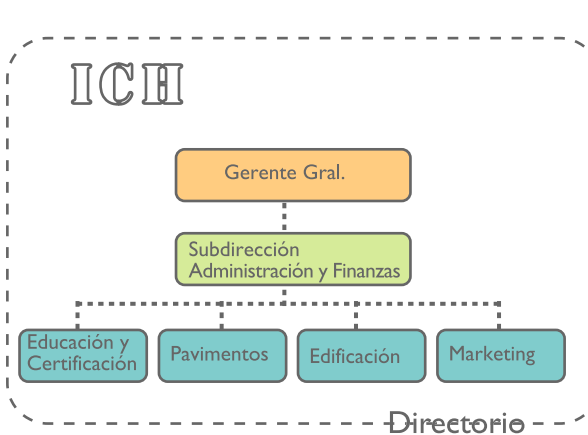 ICH
Gerente Gral.
Subdirección
Administración y Finanzas
Educación y
Certificación
Pavimentos
Edificación
Marketing
Directorio